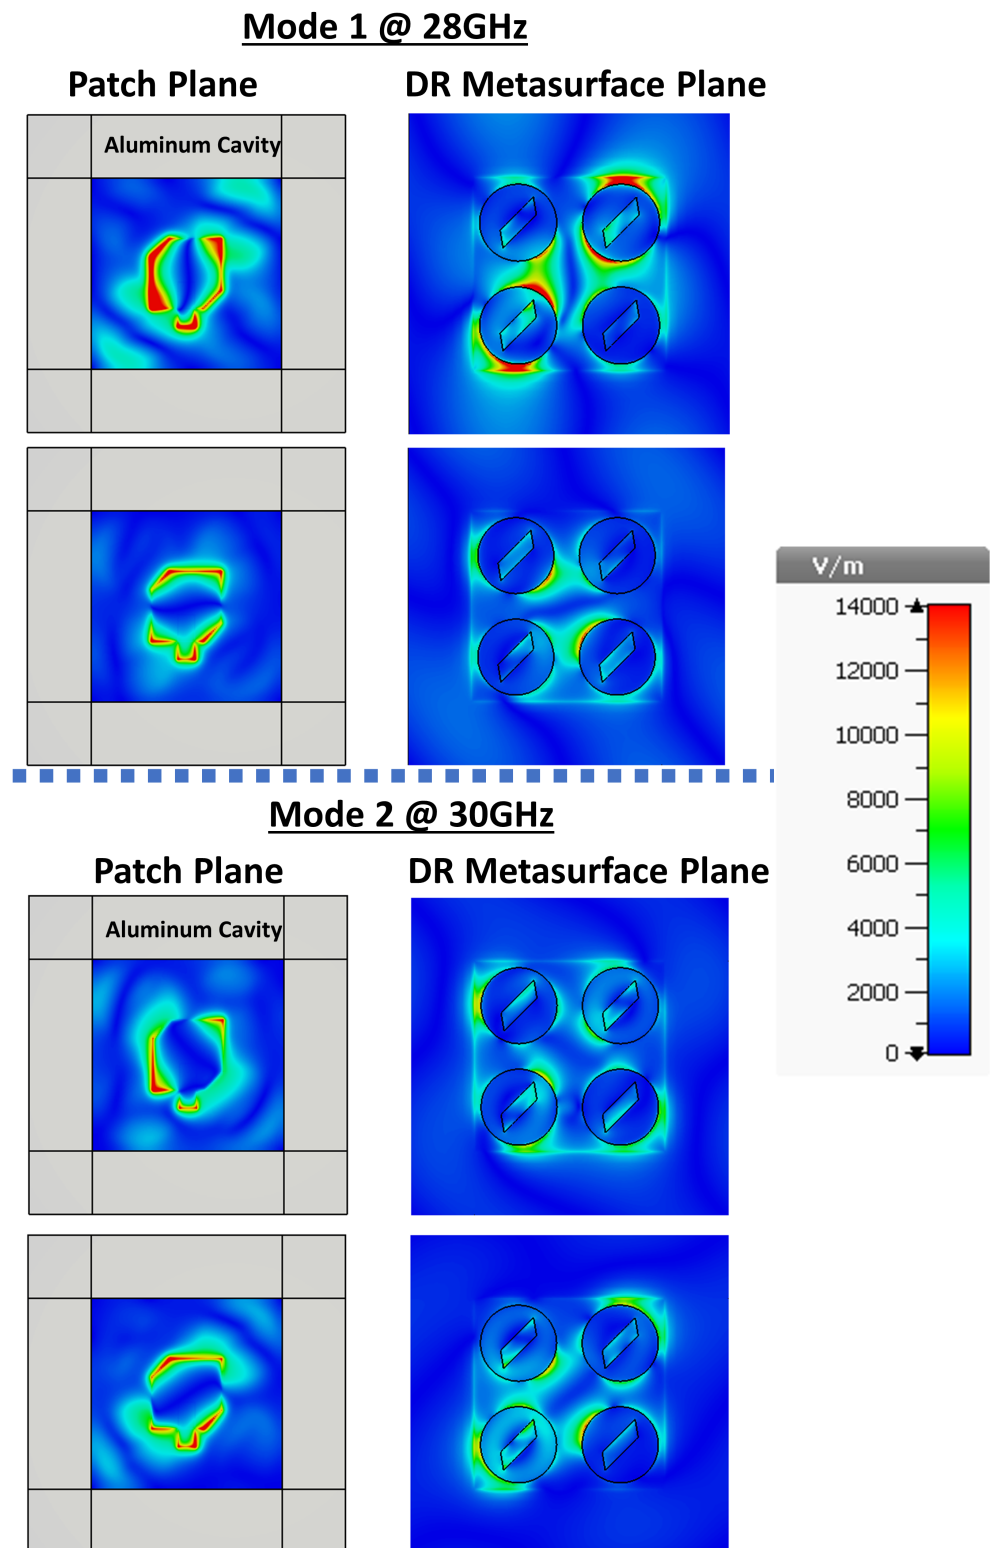 Mode 1 @ 28GHz
Patch Plane
DR Metasurface Plane
Aluminum Cavity
V/m
14000
12000
10000
8000
6000
4000
2000
0
Mode 2 @ 30GHz
Patch Plane
DR Metasurface Plane
Aluminum Cavity